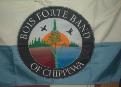 BOIS FORTE BAND
OF CHIPPEWA